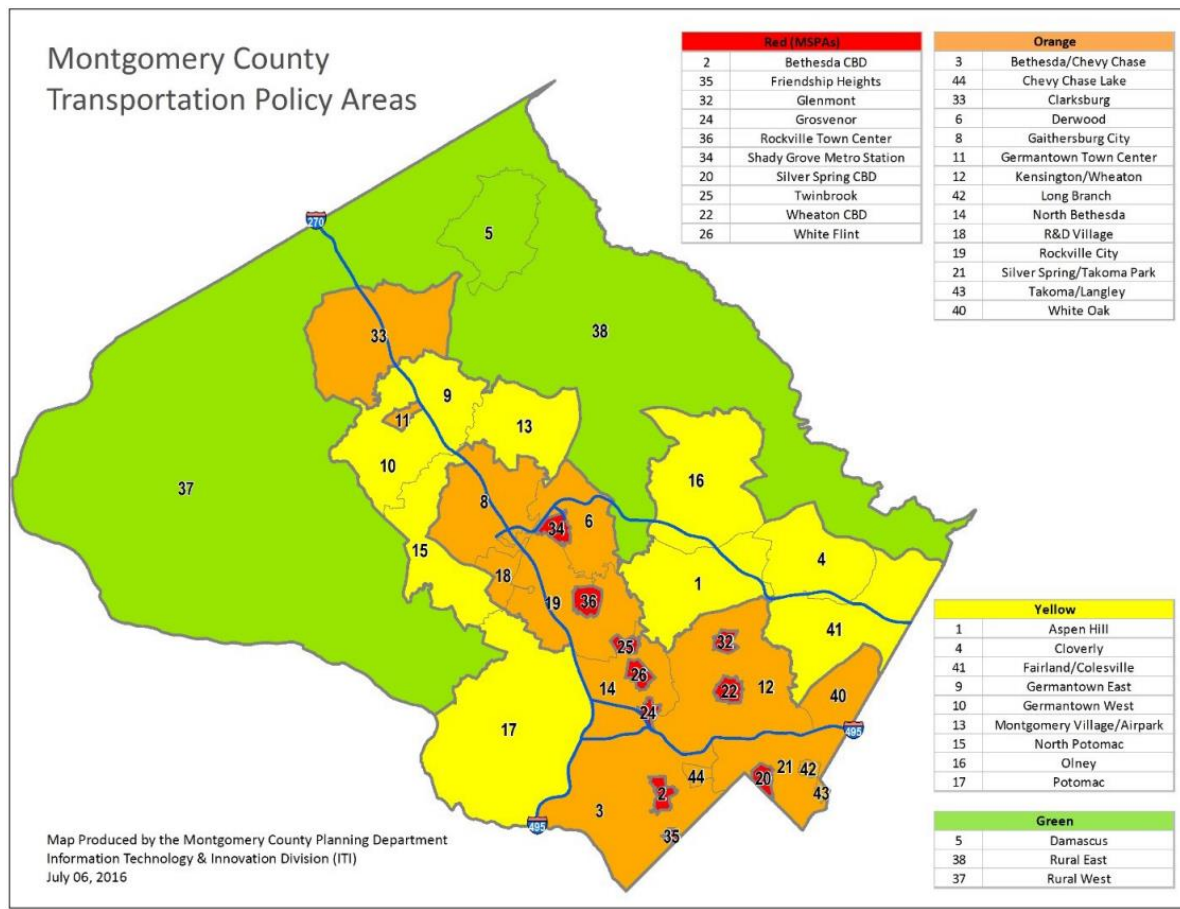 Montgomery County
Transportation Policy Areas
Red (MSPAs)
2 Bethesda CBD
35 Friendship Heights
32 Glenmont
24 Grosvenor
36 Rockville Town Center
34 Shady Grove Metro Station
20 Silver Spring CBD
25 Twinbrook
22 Wheaton CBD
26 White Flint
Orange
3 Bethesda/Chevy Chase
44 Chevy Chase Lake
33 Clarksburg
6 Derwood
8 Gaithersburg City
11 Germantown Town Center
12 Kensington/Wheaton
42 Long Branch
14 North Bethesda
18 R&D Village
19 Rockville City
21 Silver Spring/Takoma Park
43 Takoma/Langley
40 White Oak
270
5
38
33
9
11
13
10
37
16
8
34
6
15
4
18
1
19
36
41
25
32
26
14
22
12
40
24
17
495
44
21
42
20
2
43
3
35
495
Yellow
1 Aspen Hill
4 Cloverly
41 Fairland/Colesville
9 Germantown East
10 Germantown West
13 Montgomery Village/Airpark
15 North Potomac
16 Olney
17 Potomac
Green
5 Damascus
38 Rural East
37 Rural West
Map Produced by the Montgomery County Planning Department
Information Technology & Innovation Division (ITI)
July 06, 2016